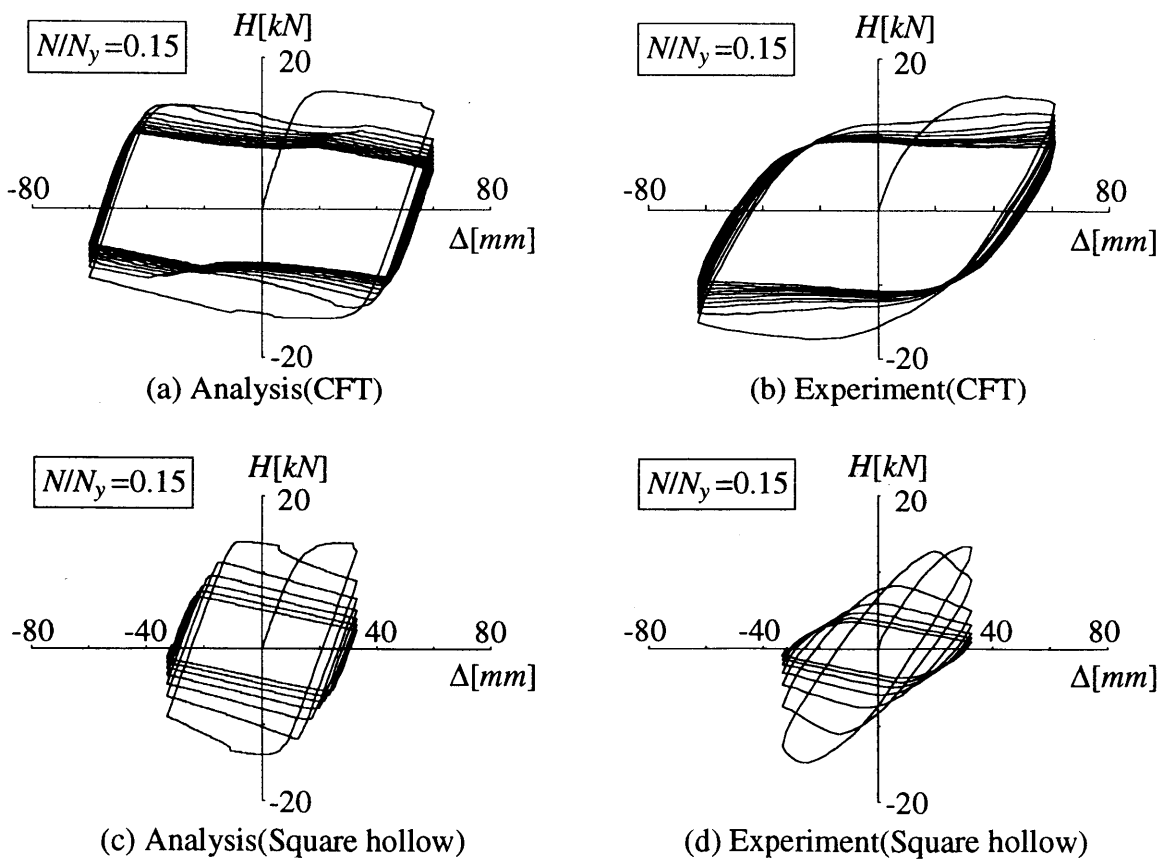 H[kN]
N/Ny=0.15
20
-80
80
Δ[mm]
-20
(a) Analysis(CFT)
H[kN]
N/Ny=0.15
20
-80
80
Δ[mm]
-20
(b) Experiment(CFT)
H[kN]
N/Ny=0.15
20
-80
-40
40
80
Δ[mm]
-20
(c) Analysis(Square hollow)
H[kN]
N/Ny=0.15
20
-80
-40
40
80
Δ[mm]
-20
(d) Experiment(Square hollow)